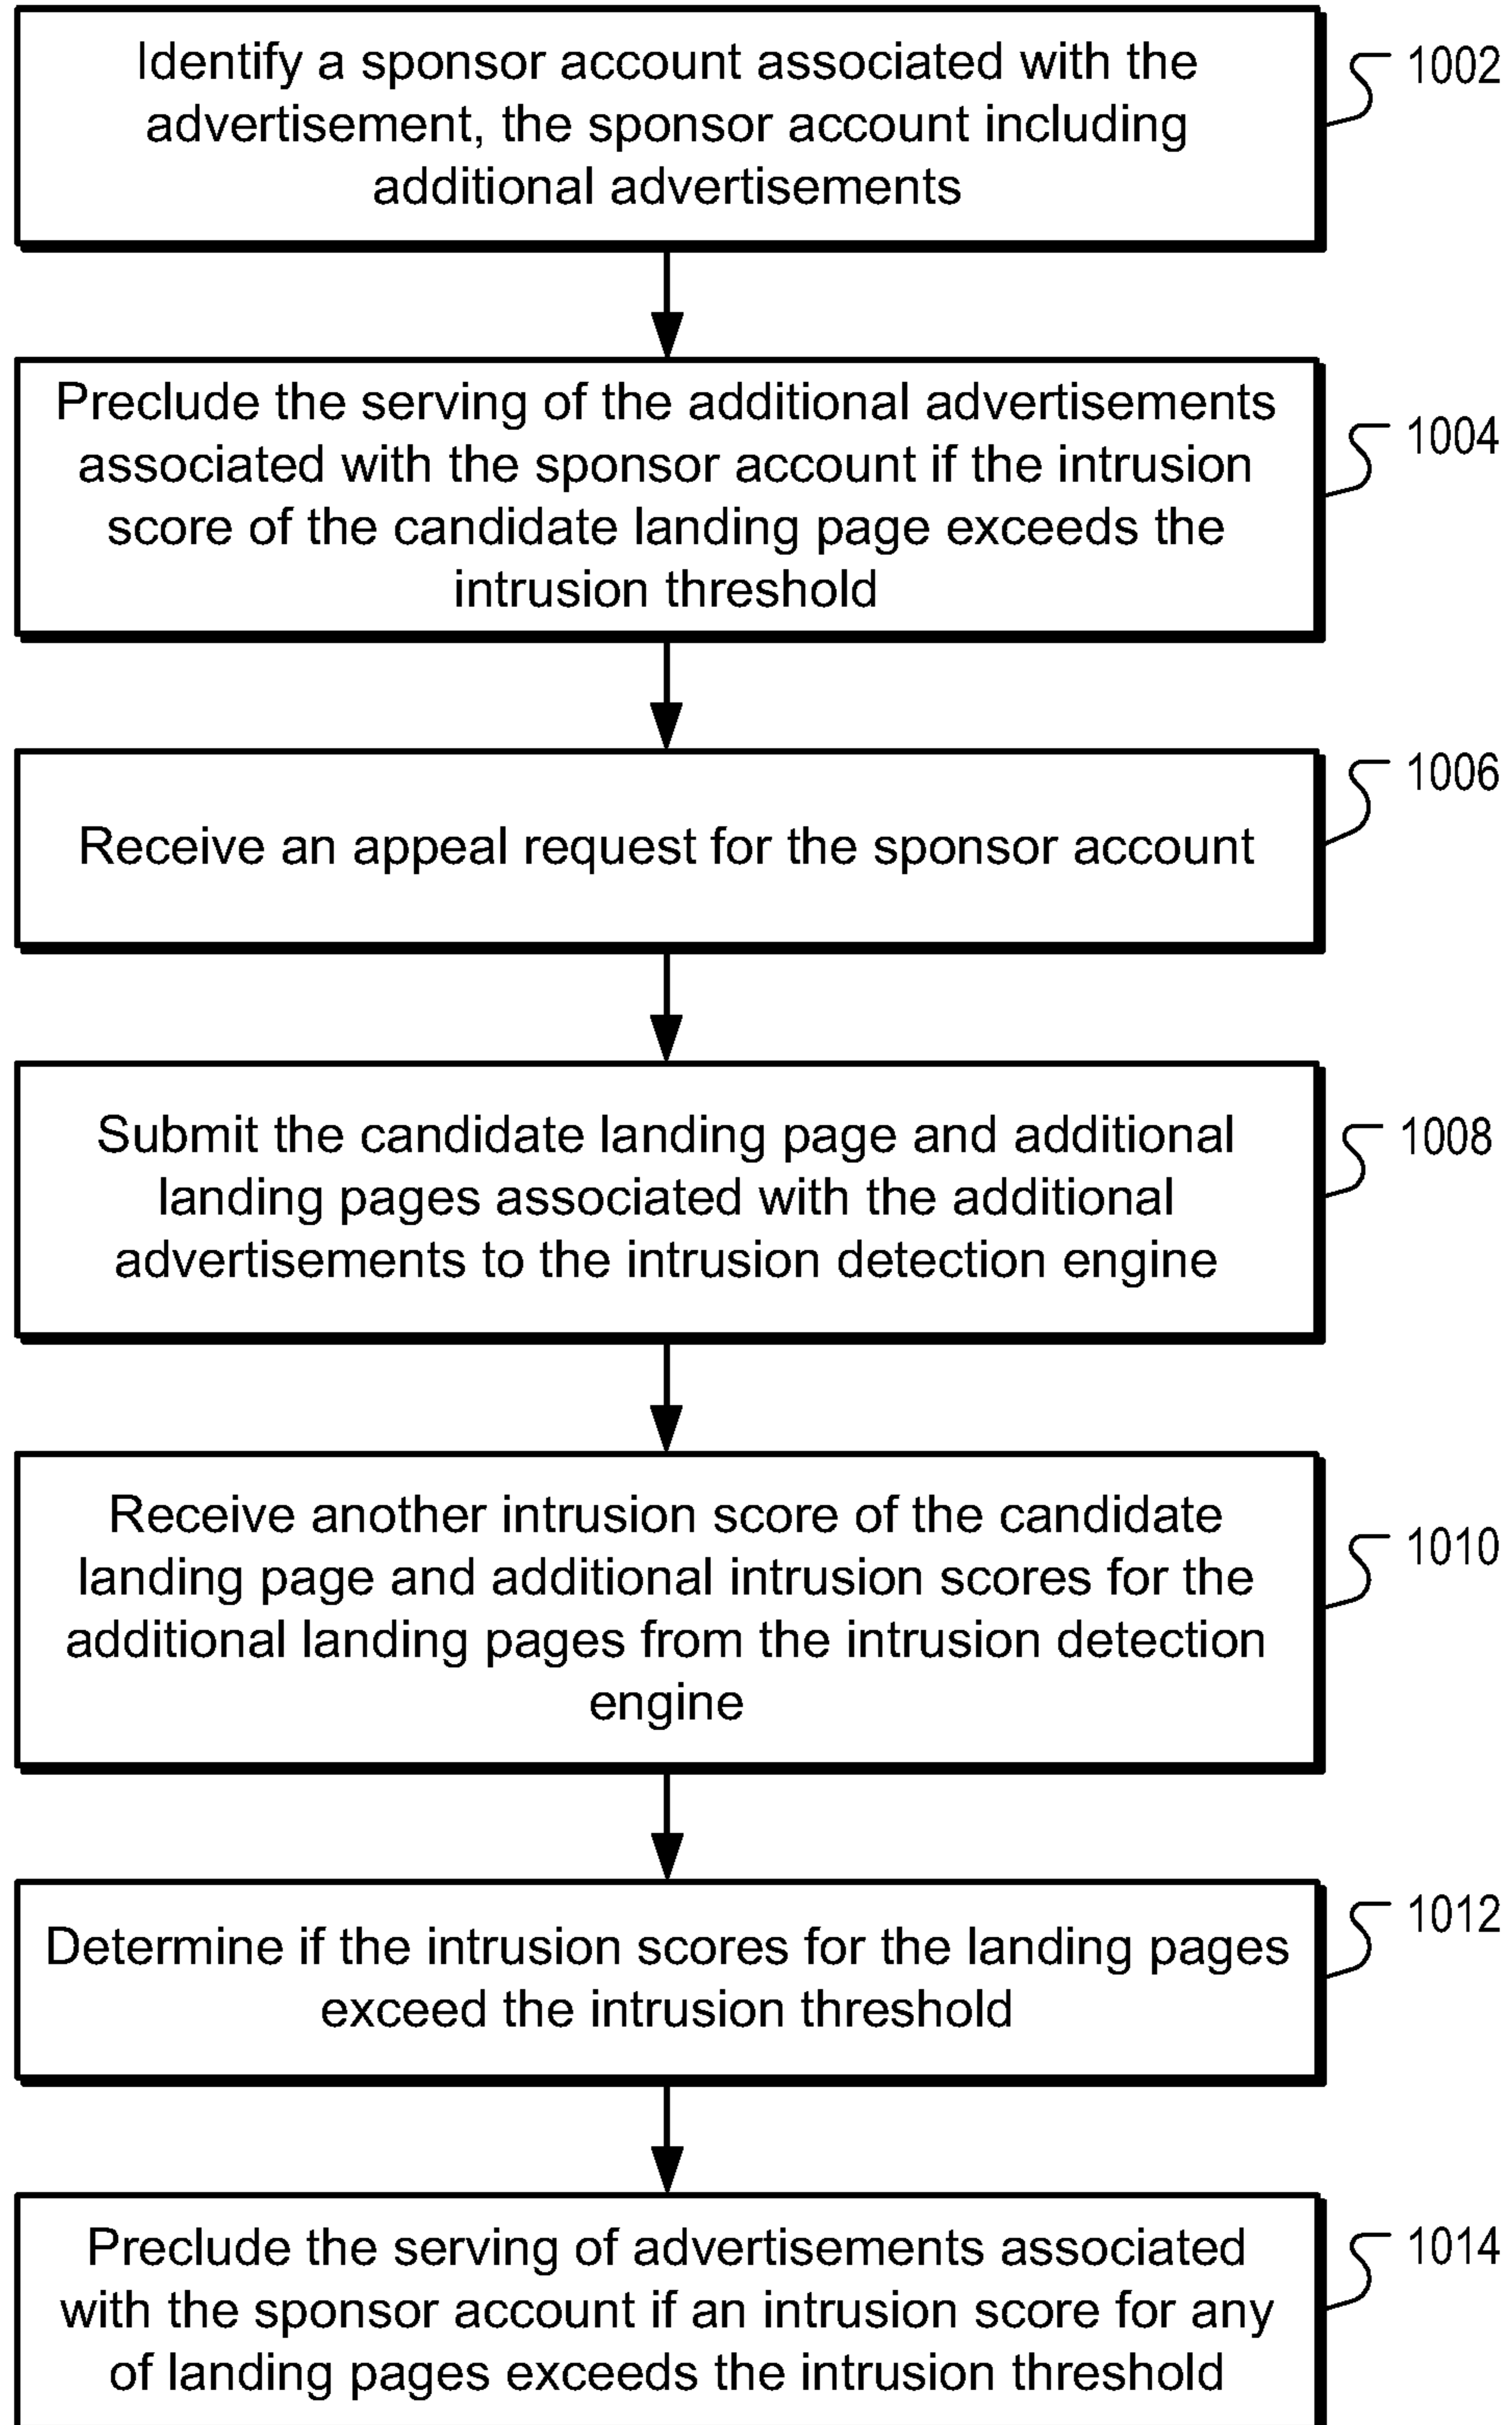 Identify a sponsor account associated with the
advertisement, the sponsor account including
additional advertisements
1002
Preclude the serving of the additional advertisements
associated with the sponsor account if the intrusion
score of the candidate landing page exceeds the
intrusion threshold
1004
Receive an appeal request for the sponsor account
1006
Submit the candidate landing page and additional
landing pages associated with the additional
advertisements to the intrusion detection engine
1008
Receive another intrusion score of the candidate
landing page and additional intrusion scores for the
additional landing pages from the intrusion detection
engine
1010
Determine if the intrusion scores for the landing pages
exceed the intrusion threshold
1012
Preclude the serving of advertisements associated
with the sponsor account if an intrusion score for any
of landing pages exceeds the intrusion threshold
1014